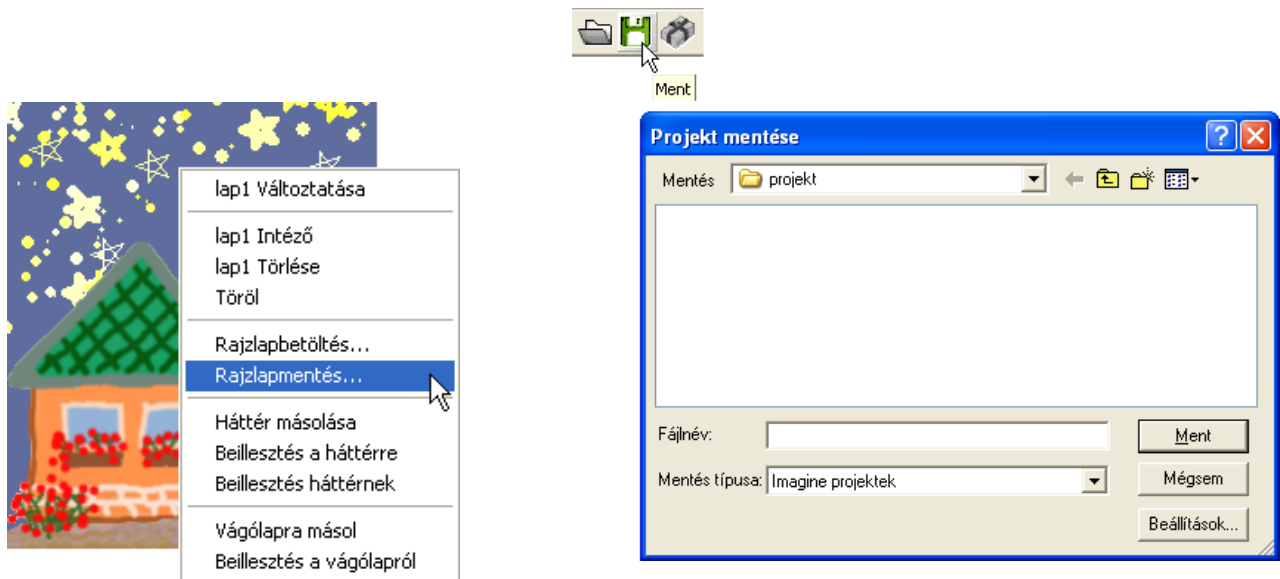 Ment
lap1 Változtatása
lap1 Intéző
lap1 Törlése
Töröl
Rajzlapbetöltés...
Rajzlapmentés...
Háttér másolása
Beillesztés a háttérre
Beillesztés háttérnek
Vágólapra másol
Beillesztés a vágólapról
Projekt mentése
Mentés projekt
Fájlnév: Ment
Mentés típusa: Imagine projektek Mégsem
Beállítások...